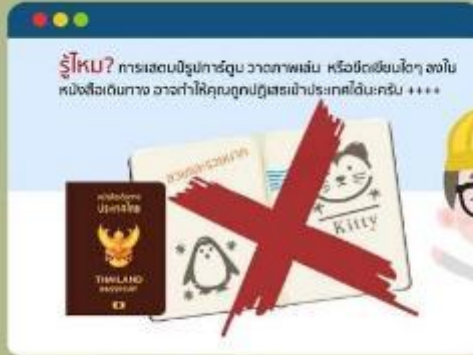 รู้ไหม? การแสตมป์รูปการ์ตูน วาดภาพเล่น หรือขีดเขียนใดๆ ลงใน
หนังสือเดินทาง อาจทำให้คุณถูกปฏิเสธเข้าประเทศได้นะครับ ++++
หนังสือเดินทาง
ประเทศไทย
THAILAND
PASSPORT
Kitty